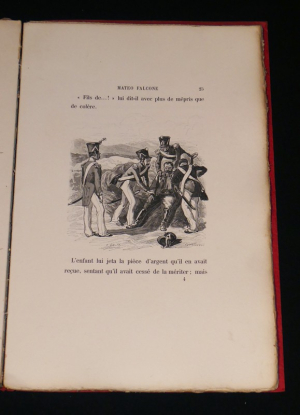 MATEO FALCONE
25
« Fils de...! » lui dit-il avec plus de mépris que
de colère.
L'enfant lui jeta la pièce d'argent qu'il en avait
reçue, sentant qu'il avait cessé de la mériter; mais
4